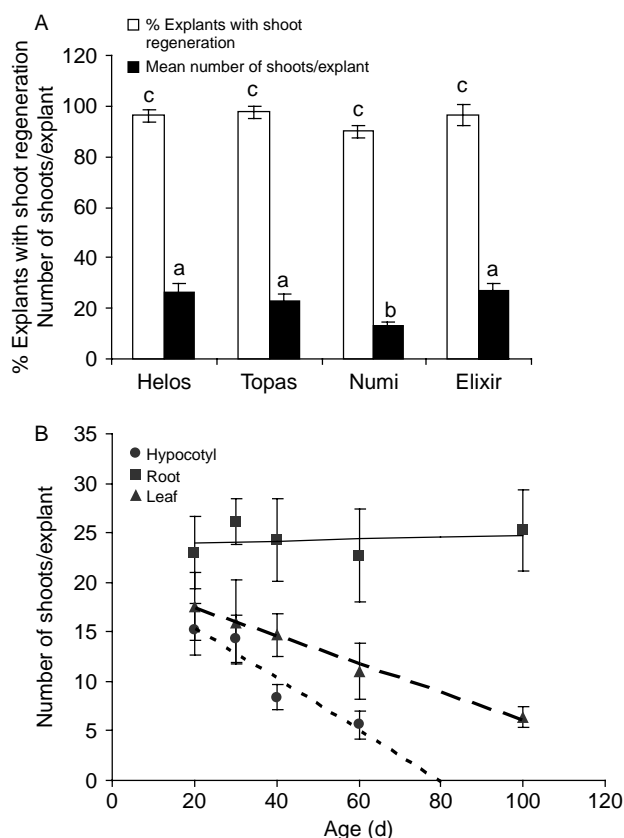 A
% Explants with shoot
regeneration
Mean number of shoots/explant
% Explants with shoot regeneration
Number of shoots/explant
120
100
80
60
40
20
0
c
c
c
c
a
a
b
a
Helos
Topas
Numi
Elixir
B
Hypocotyl
Root
Leaf
Number of shoots/explant
35
30
25
20
15
10
5
0
0 20 40 60 80 100 120
Age (d)